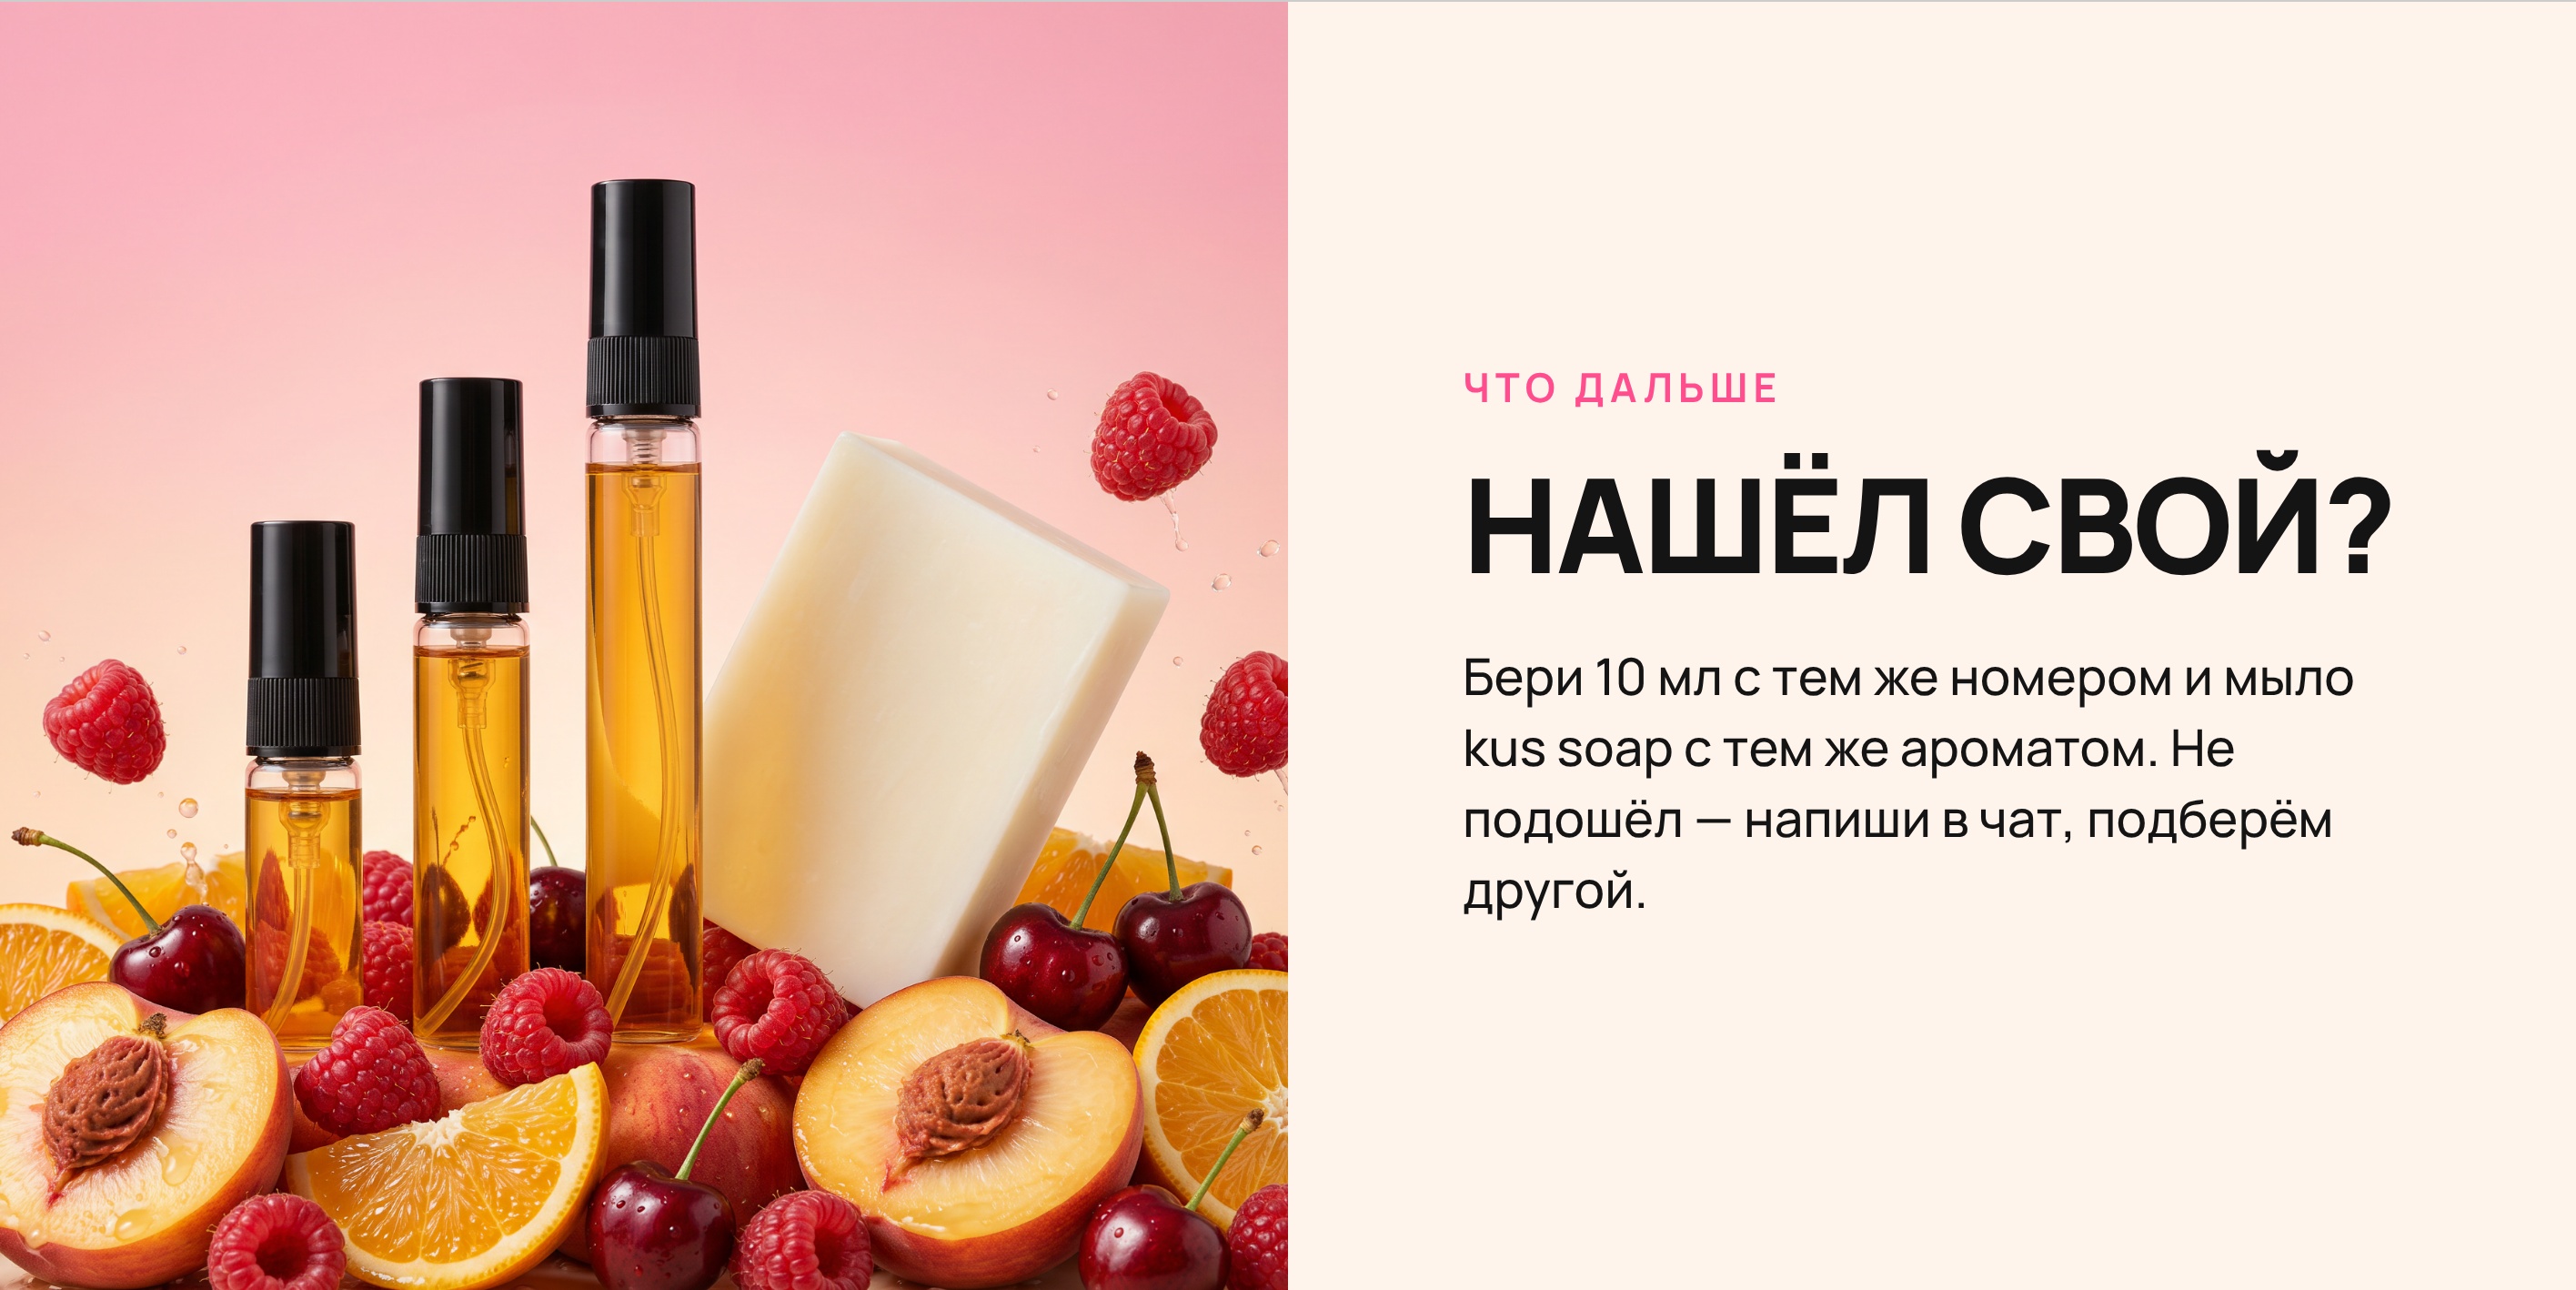 ЧТО ДАЛЬШЕ
НАШЁЛ СВОЙ?
Бери 10 мл с тем же номером и мыло
kus soap с тем же ароматом. Не
подошёл — напиши в чат, подберём
другой.